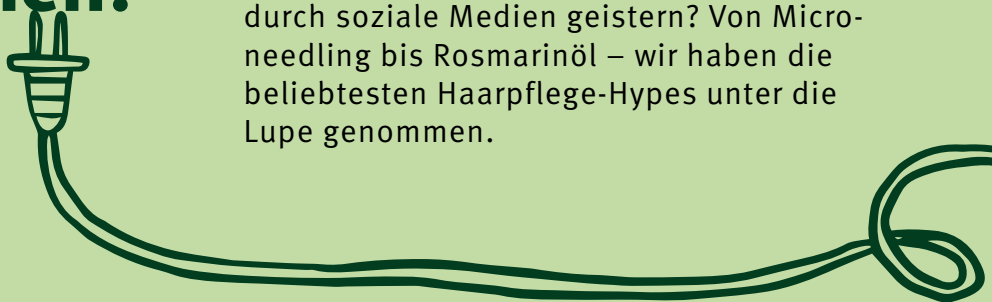 durch soziale Medien geistern? Von Micro-
needling bis Rosmarinöl – wir haben die
beliebtesten Haarpflege-Hypes unter die
Lupe genommen.